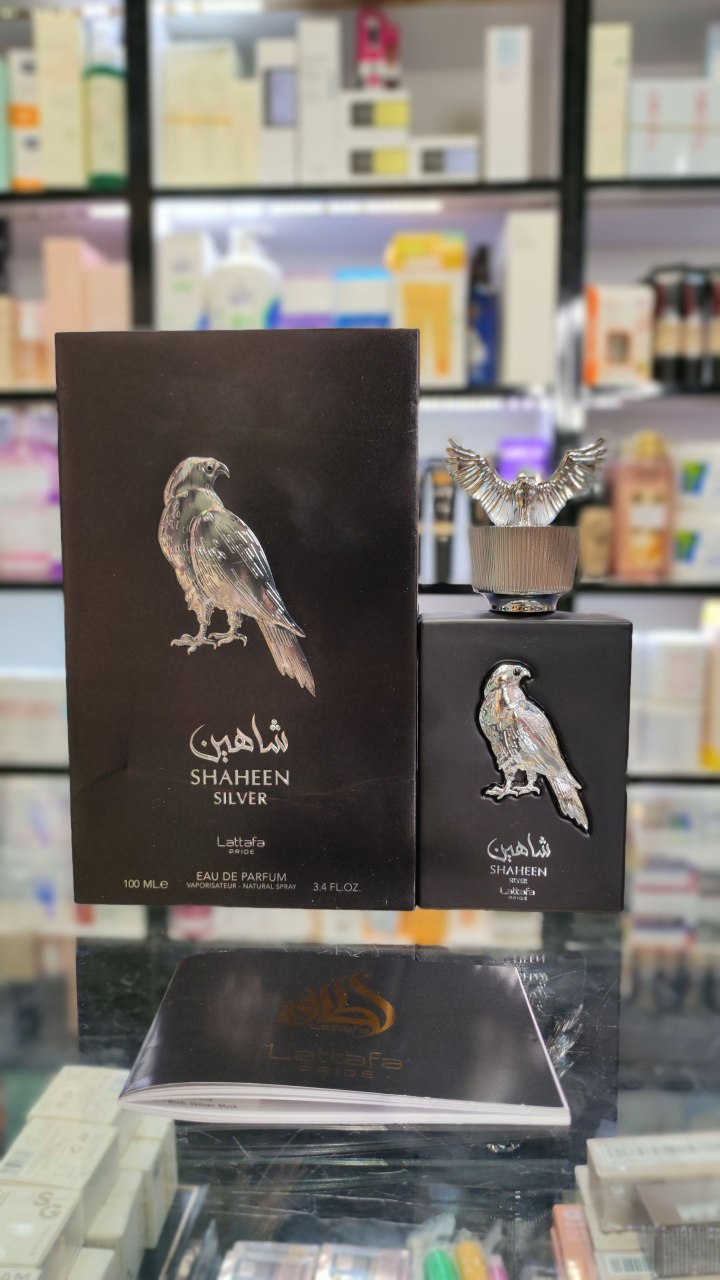 شاهين
SHAHEEN
SILVER
Lattafa
PRIDE
EAU DE PARFUM
VAPORISATEUR - NATURAL SPRAY
100 ML e
3.4 FL.OZ.
شاهين
SHAHEEN
SILVER
Lattafa
PRIDE
Lattafa
PRIDE